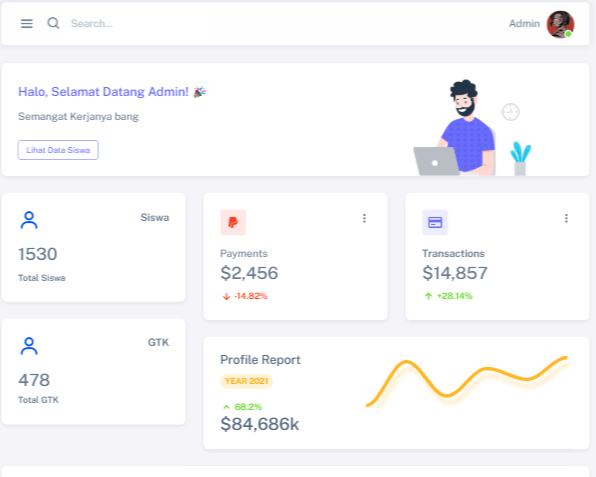 Search...
Admin
Halo, Selamat Datang Admin! 🎉
Semangat Kerjanya bang
Lihat Data Siswa
Siswa
1530
Total Siswa
Payments
$2,456
-14.82%
Transactions
$14,857
+28.14%
GTK
478
Total GTK
Profile Report
YEAR 2021
68.2%
$84,686k